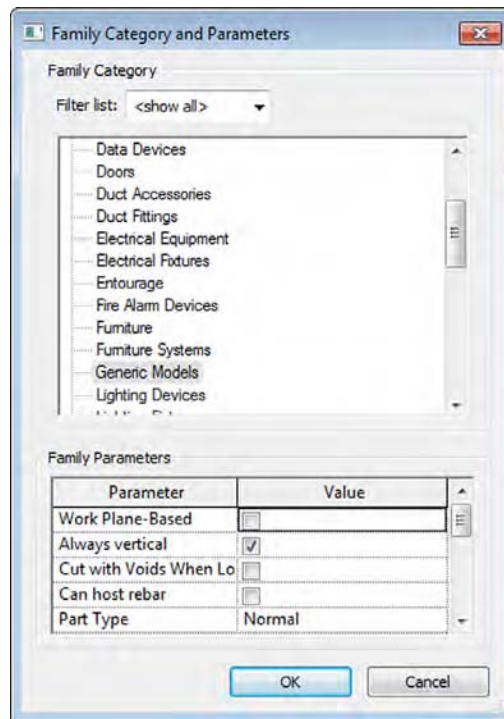 Family Category and Parameters
Family Category
Filter list: <show all>
Data Devices
Doors
Duct Accessories
Duct Fittings
Electrical Equipment
Electrical Fixtures
Entourage
Fire Alarm Devices
Furniture
Furniture Systems
Generic Models
Lighting Devices
Family Parameters
Parameter Value
Work Plane-Based
Always vertical
Cut with Voids When Lo
Can host rebar
Part Type Normal
OK Cancel